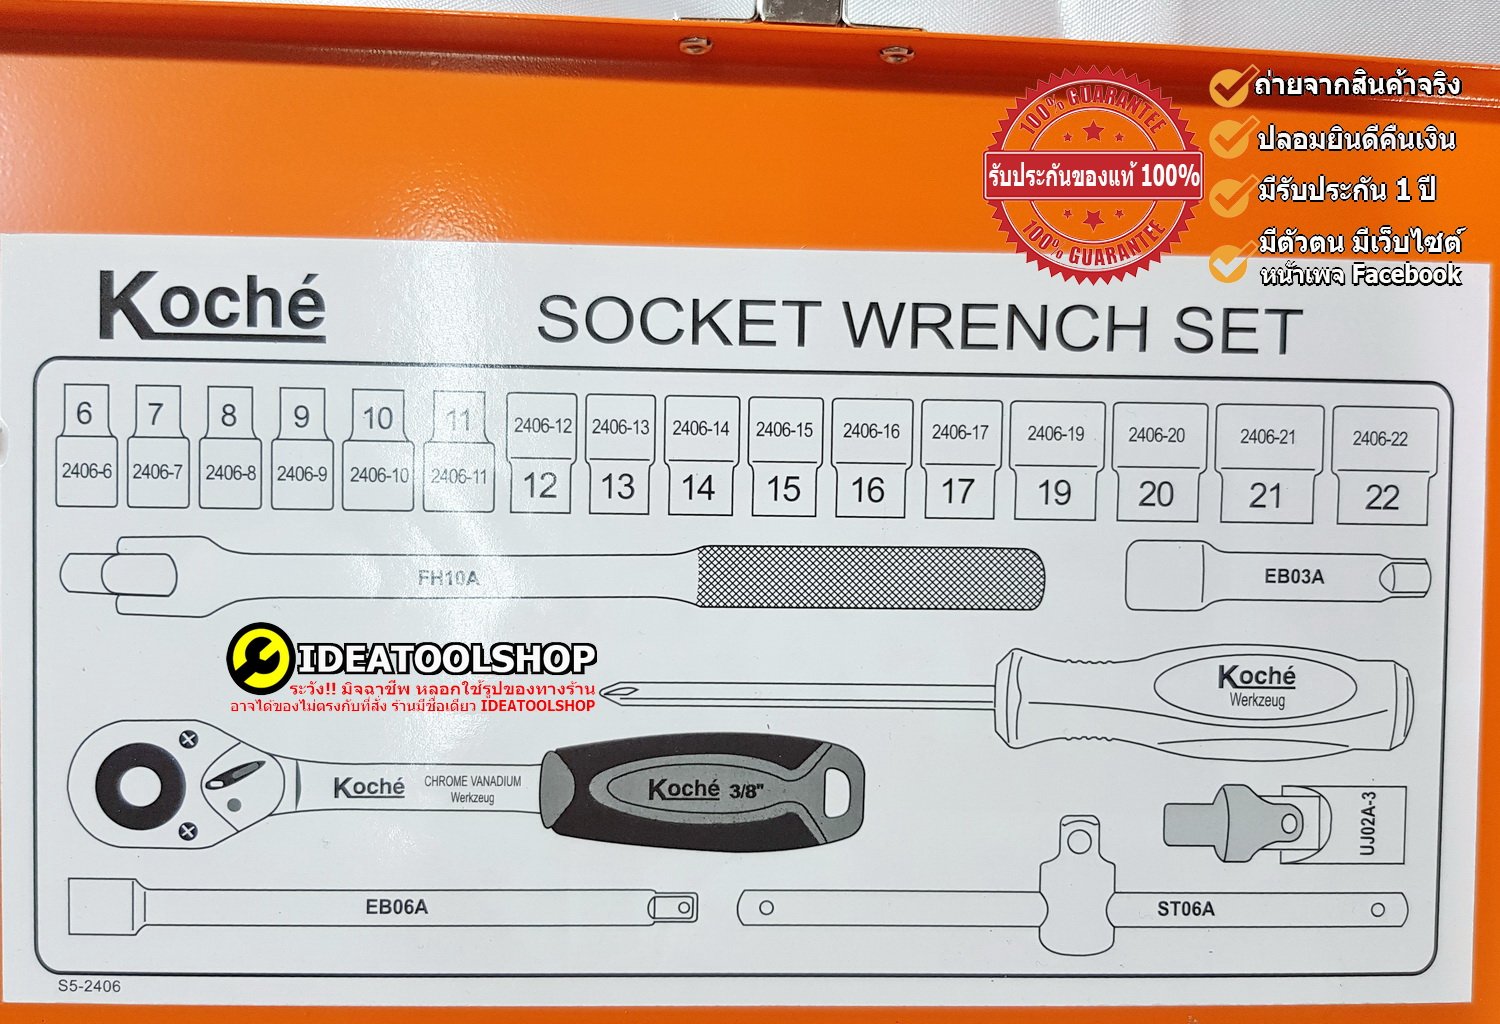 100% GUARANTEE
รับประกันของแท้ 100%
100% GUARANTEE
ถ่ายจากสินค้าจริง
ปลอมยินดีคืนเงิน
มีรับประกัน 1 ปี
มีตัวตน มีเว็บไซต์
หน้าเพจ Facebook
Koché
SOCKET WRENCH SET
6 7 8 9 10 11 2406-12 2406-13 2406-14 2406-15 2406-16 2406-17 2406-19 2406-20 2406-21 2406-22
2406-6 2406-7 2406-8 2406-9 2406-10 2406-11 12 13 14 15 16 17 19 20 21 22
FH10A
EB03A
IDEATOOLSHOP
ระวัง!! มิจฉาชีพ หลอกใช้รูปของทางร้าน
อาจได้ของไม่ตรงกับที่สั่ง ร้านมีชื่อเดียว IDEATOOLSHOP
Koché
Werkzeug
Koché
CHROME VANADIUM
Werkzeug
Koché 3/8"
UJ02A-3
EB06A
ST06A
S5-2406